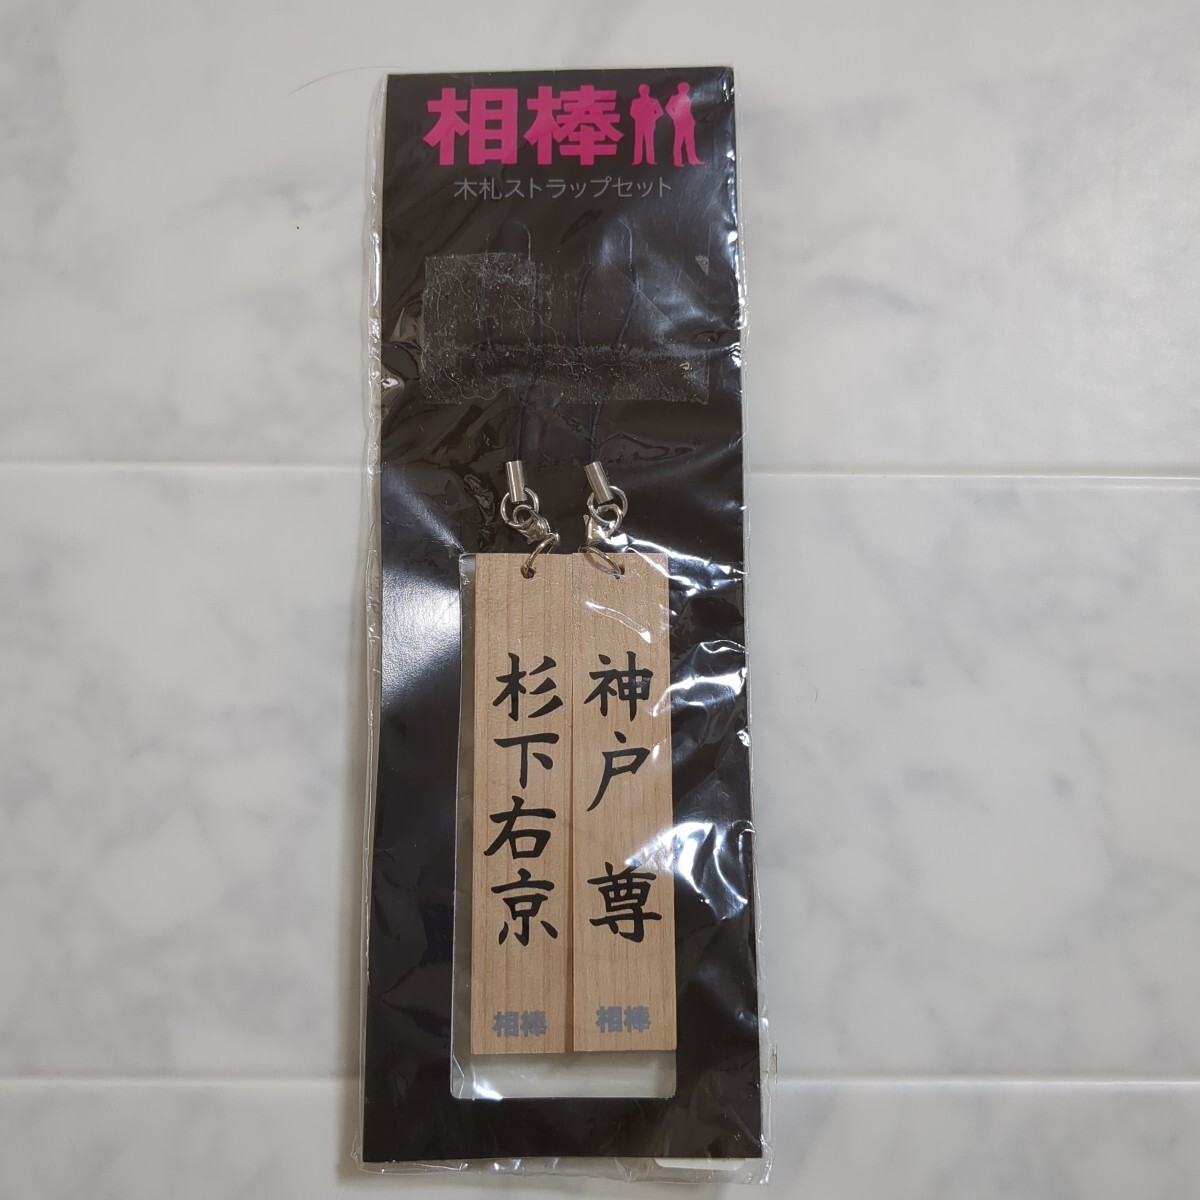 相棒
木札ストラップセット
神戸 尊
相棒
杉下右京
相棒